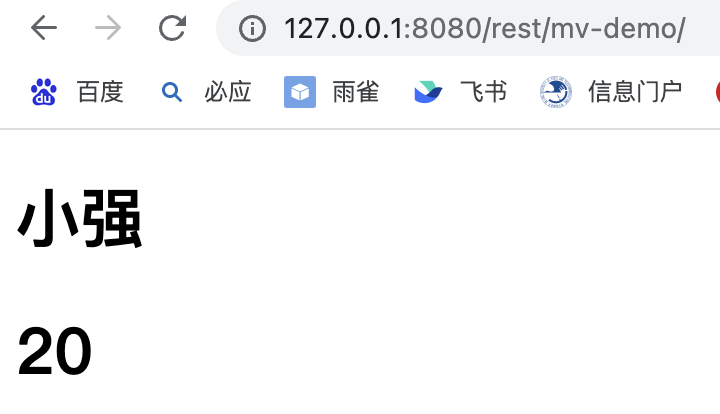 127.0.0.1:8080/rest/mv-demo/
du 百度 必应 雨雀 飞书 信息门户
小强
20